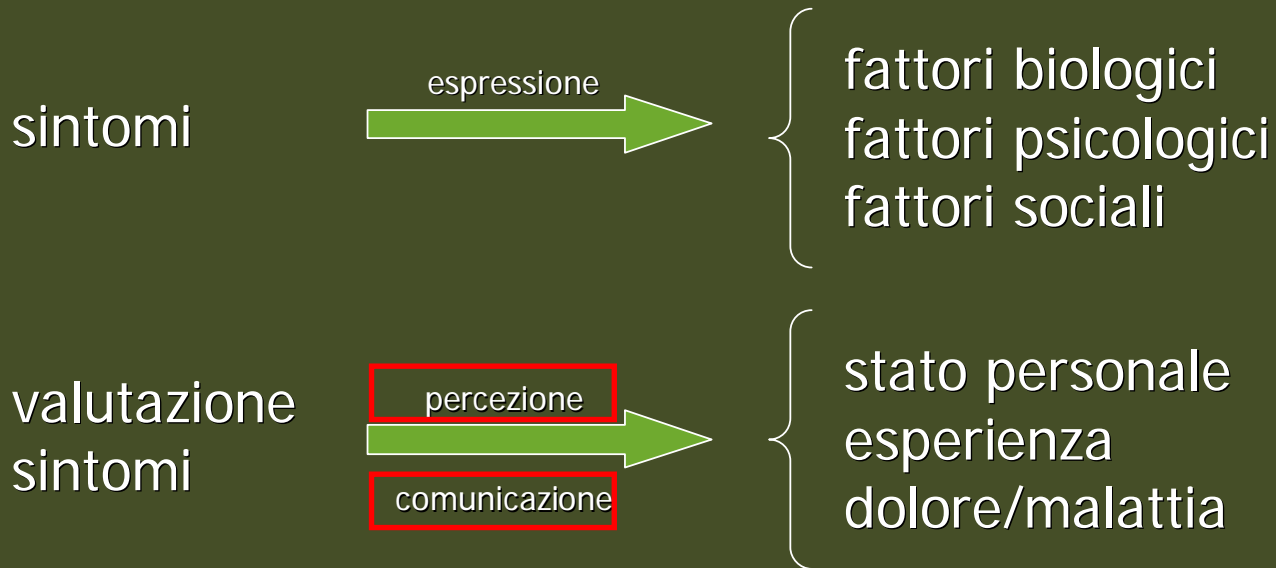 sintomi
espressione
fattori biologici
fattori psicologici
fattori sociali
valutazione
sintomi
percezione
comunicazione
stato personale
esperienza
dolore/malattia